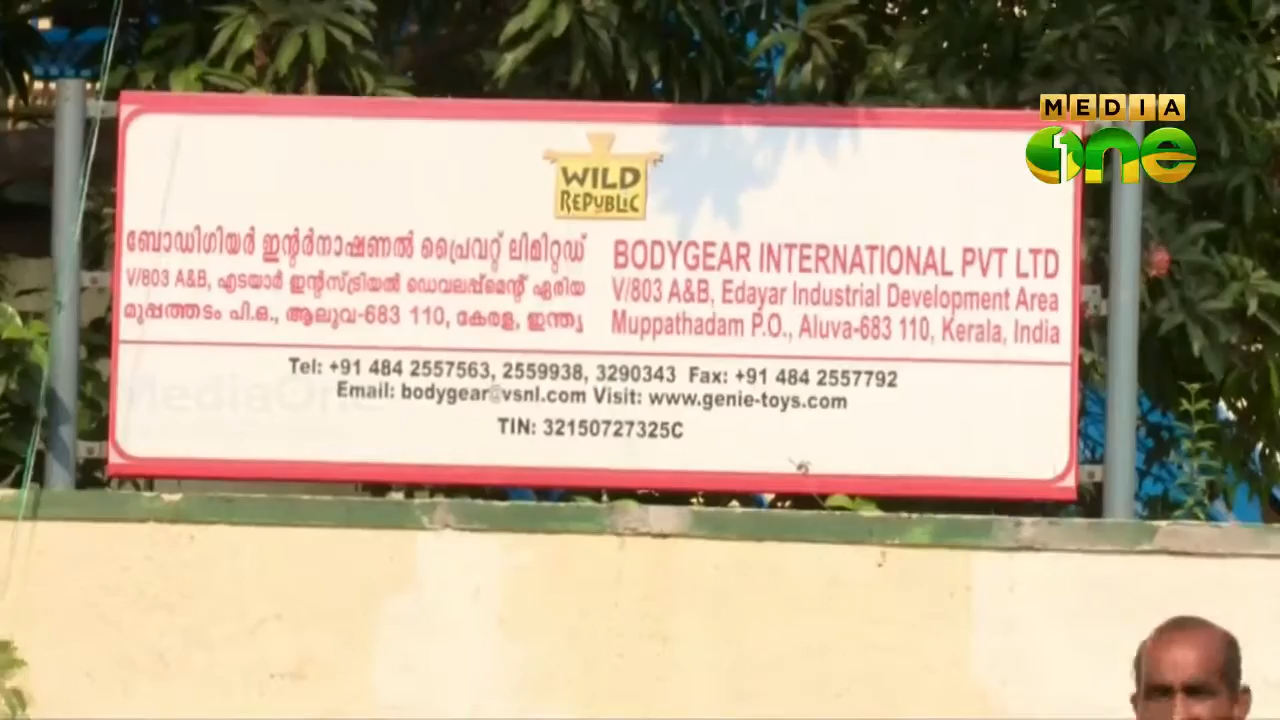 MEDIA
One
WILD
REPUBLIC
ബോഡിഗിയർ ഇന്റർനാഷണൽ പ്രൈവറ്റ് ലിമിറ്റഡ്
V/803 A&B, എടയാർ ഇന്റസ്ട്രിയൽ ഡെവലപ്പ്മെന്റ് ഏരിയ
മുപ്പത്തടം പി.ഒ., ആലുവ-683 110, കേരള, ഇന്ത്യ
BODYGEAR INTERNATIONAL PVT LTD
V/803 A&B, Edayar Industrial Development Area
Muppathadam P.O., Aluva-683 110, Kerala, India
Tel: +91 484 2557563, 2559938, 3290343 Fax: +91 484 2557792
Email: bodygear@vsnl.com Visit: www.genie-toys.com
TIN: 32150727325C
MediaOne